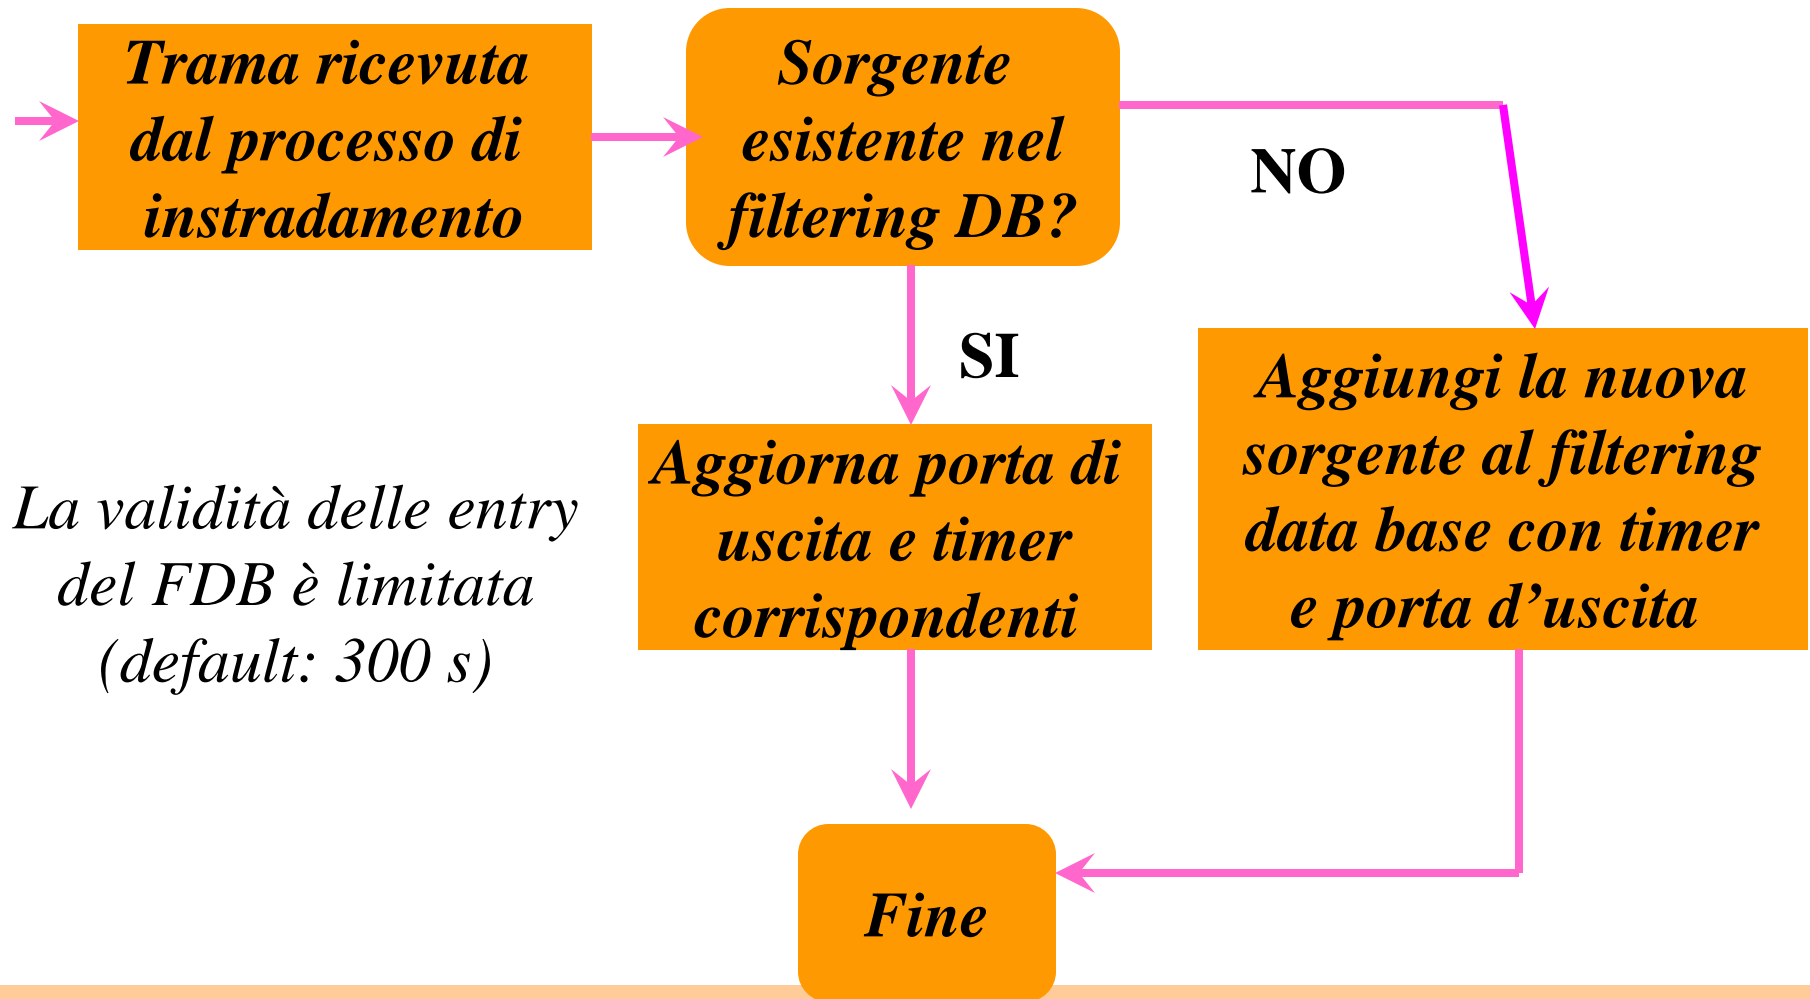 Trama ricevuta
dal processo di
instradamento
Sorgente
esistente nel
filtering DB?
NO
SI
Aggiungi la nuova
sorgente al filtering
data base con timer
e porta d’uscita
Aggiorna porta di
uscita e timer
corrispondenti
La validità delle entry
del FDB è limitata
(default: 300 s)
Fine